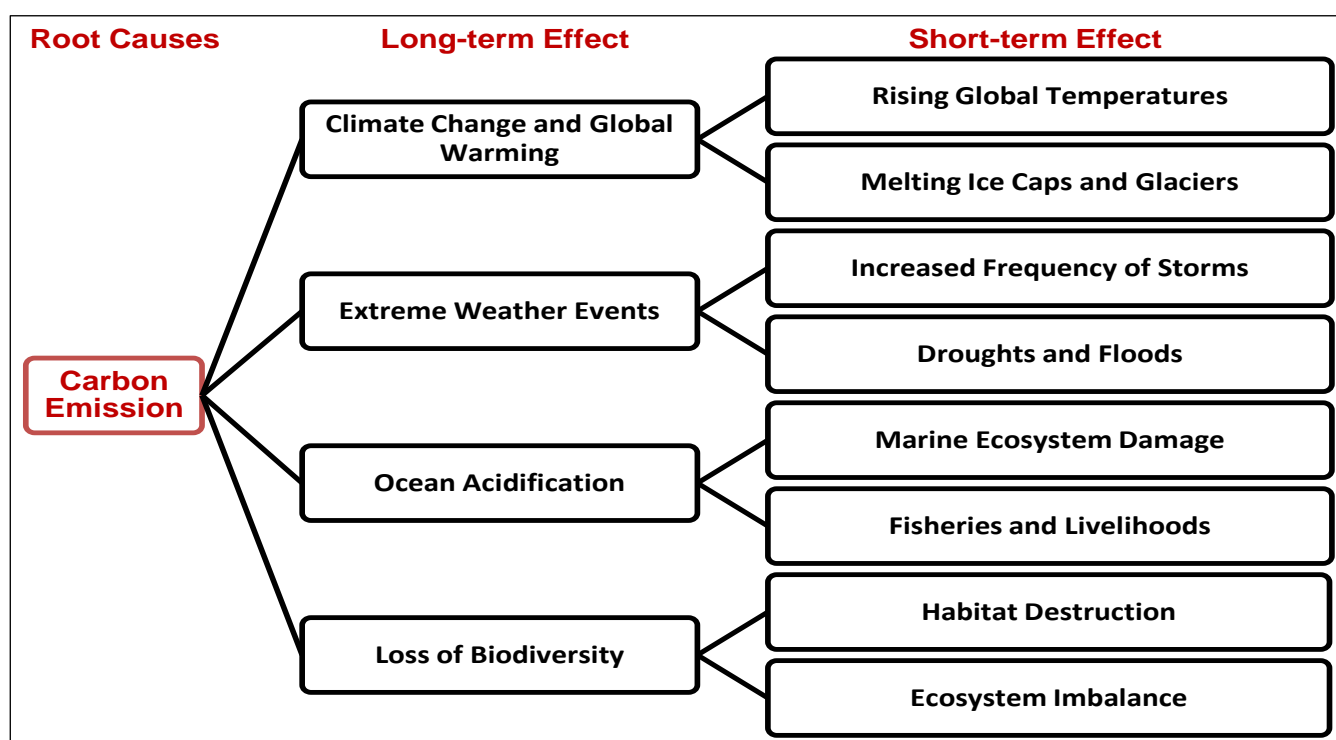 Root Causes
Long-term Effect
Short-term Effect
Carbon
Emission
Climate Change and Global
Warming
Rising Global Temperatures
Melting Ice Caps and Glaciers
Extreme Weather Events
Increased Frequency of Storms
Droughts and Floods
Ocean Acidification
Marine Ecosystem Damage
Fisheries and Livelihoods
Loss of Biodiversity
Habitat Destruction
Ecosystem Imbalance